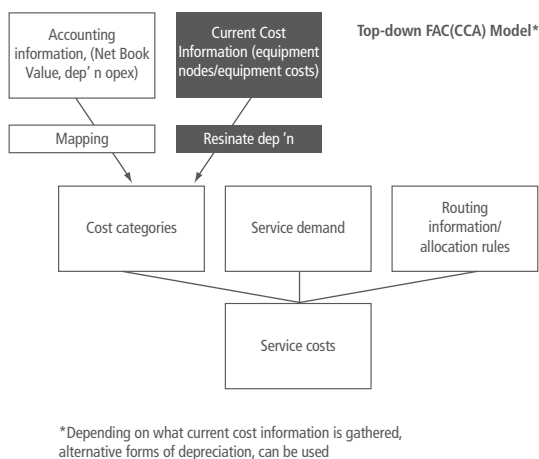 Top-down FAC(CCA) Model*
Accounting
information, (Net Book
Value, dep' n opex)
Current Cost
Information (equipment
nodes/equipment costs)
Mapping
Resinate dep 'n
Cost categories
Service demand
Routing
information/
allocation rules
Service costs
*Depending on what current cost information is gathered,
alternative forms of depreciation, can be used